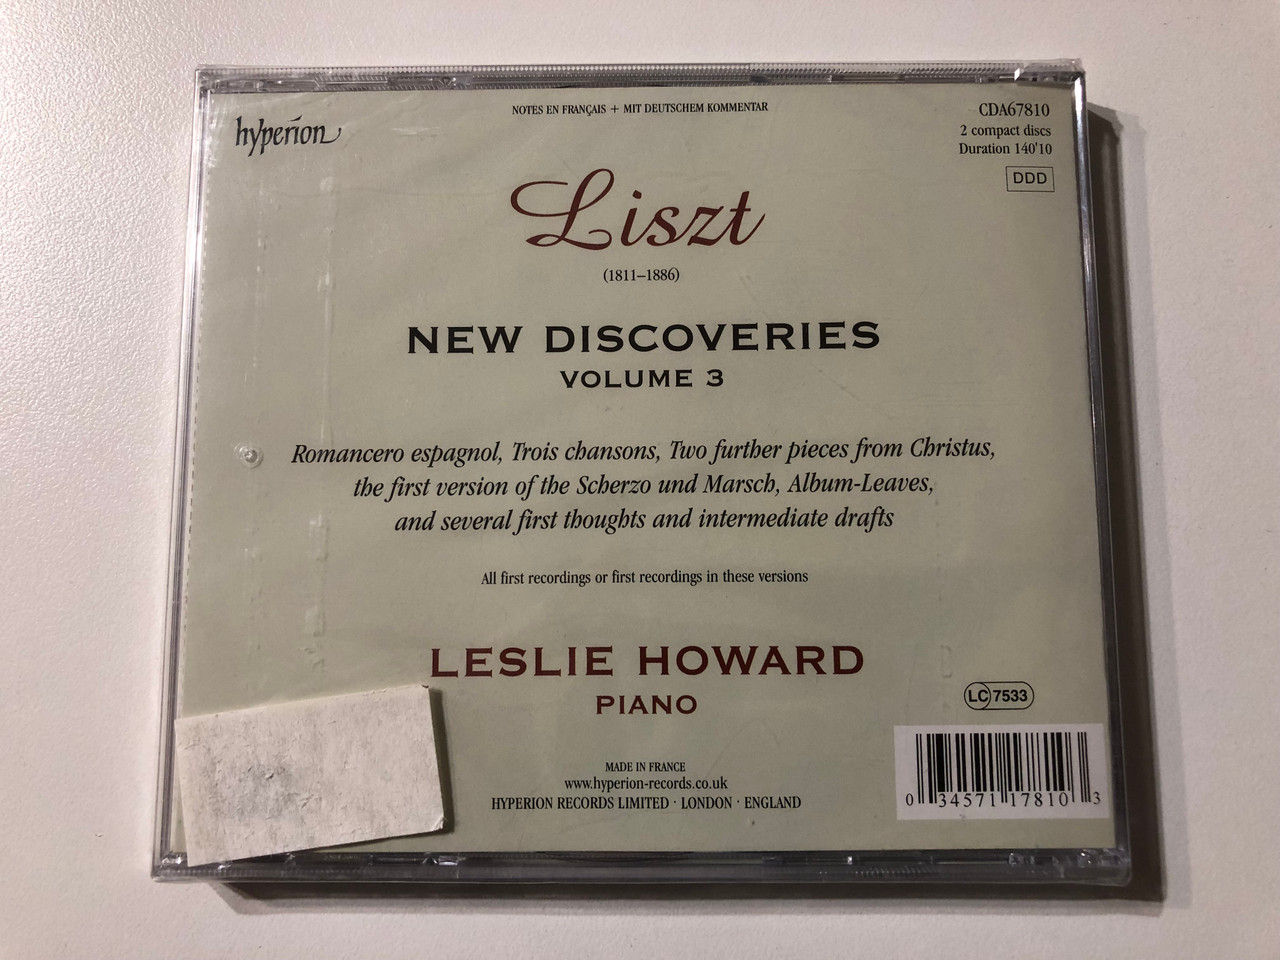 hyperion
NOTES EN FRANÇAIS + MIT DEUTSCHEM KOMMENTAR
CDA67810
2 compact discs
Duration 140'10
DDD
Liszt
(1811–1886)
NEW DISCOVERIES
VOLUME 3
Romancero espagnol, Trois chansons, Two further pieces from Christus,
the first version of the Scherzo und Marsch, Album-Leaves,
and several first thoughts and intermediate drafts
All first recordings or first recordings in these versions
LESLIE HOWARD
PIANO
LC 7533
MADE IN FRANCE
www.hyperion-records.co.uk
HYPERION RECORDS LIMITED · LONDON · ENGLAND
0 34571 17810 3